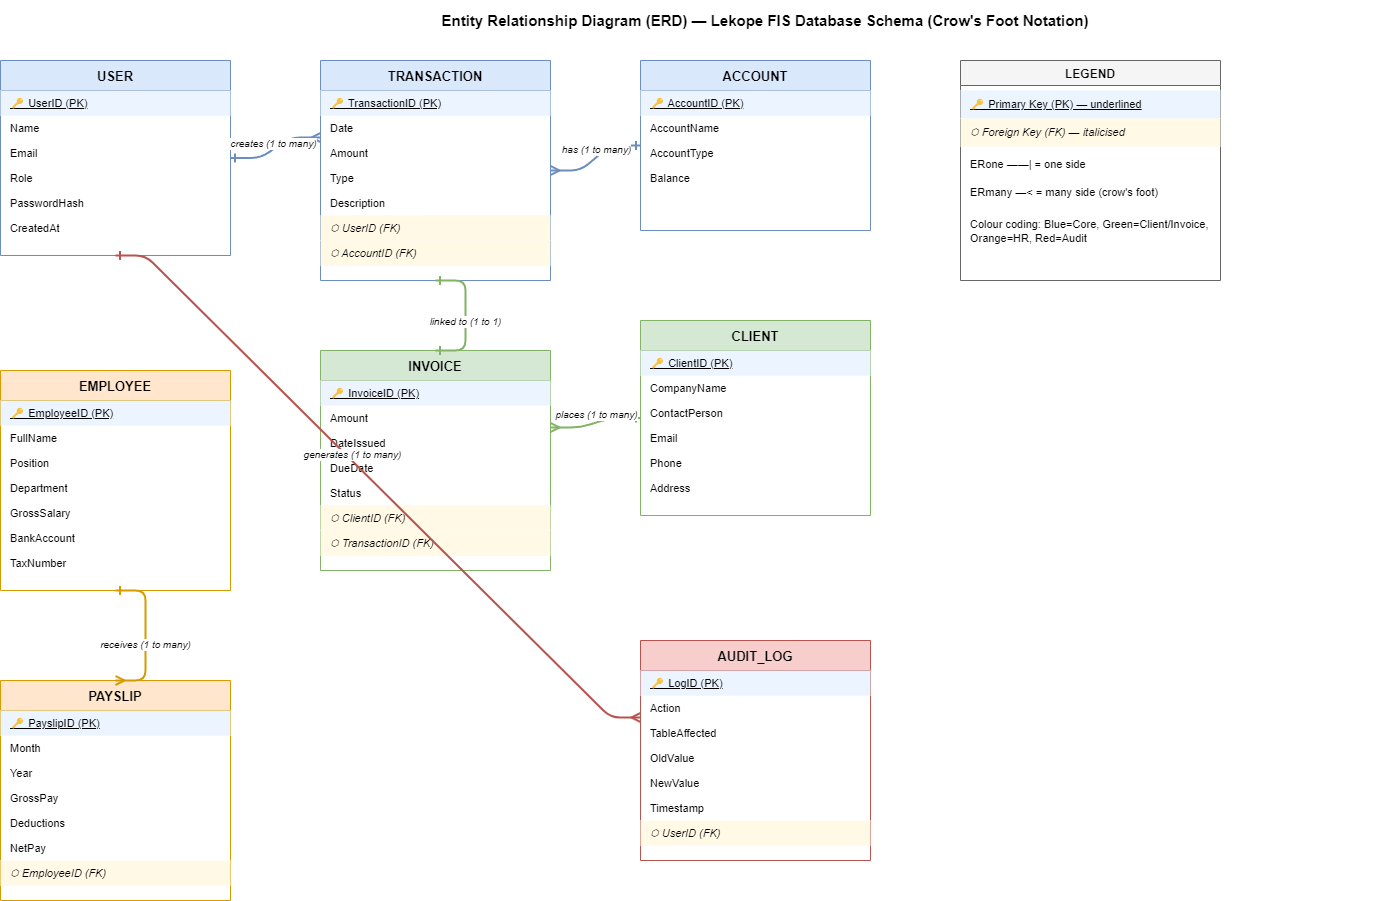 Entity Relationship Diagram (ERD) — Lekope FIS Database Schema (Crow's Foot Notation)
USER
🔑 UserID (PK)
Name
Email
Role
PasswordHash
CreatedAt
creates (1 to many)
TRANSACTION
🔑 TransactionID (PK)
Date
Amount
Type
Description
⬡ UserID (FK)
⬡ AccountID (FK)
has (1 to many)
ACCOUNT
🔑 AccountID (PK)
AccountName
AccountType
Balance
LEGEND
🔑 Primary Key (PK) — underlined
⬡ Foreign Key (FK) — italicised
ERone ——| = one side
ERmany —< = many side (crow's foot)
Colour coding: Blue=Core, Green=Client/Invoice,
Orange=HR, Red=Audit
linked to (1 to 1)
INVOICE
🔑 InvoiceID (PK)
Amount
DateIssued
generates (1 to many)
DueDate
Status
⬡ ClientID (FK)
⬡ TransactionID (FK)
places (1 to many)
CLIENT
🔑 ClientID (PK)
CompanyName
ContactPerson
Email
Phone
Address
EMPLOYEE
🔑 EmployeeID (PK)
FullName
Position
Department
GrossSalary
BankAccount
TaxNumber
receives (1 to many)
PAYSLIP
🔑 PayslipID (PK)
Month
Year
GrossPay
Deductions
NetPay
⬡ EmployeeID (FK)
AUDIT_LOG
🔑 LogID (PK)
Action
TableAffected
OldValue
NewValue
Timestamp
⬡ UserID (FK)